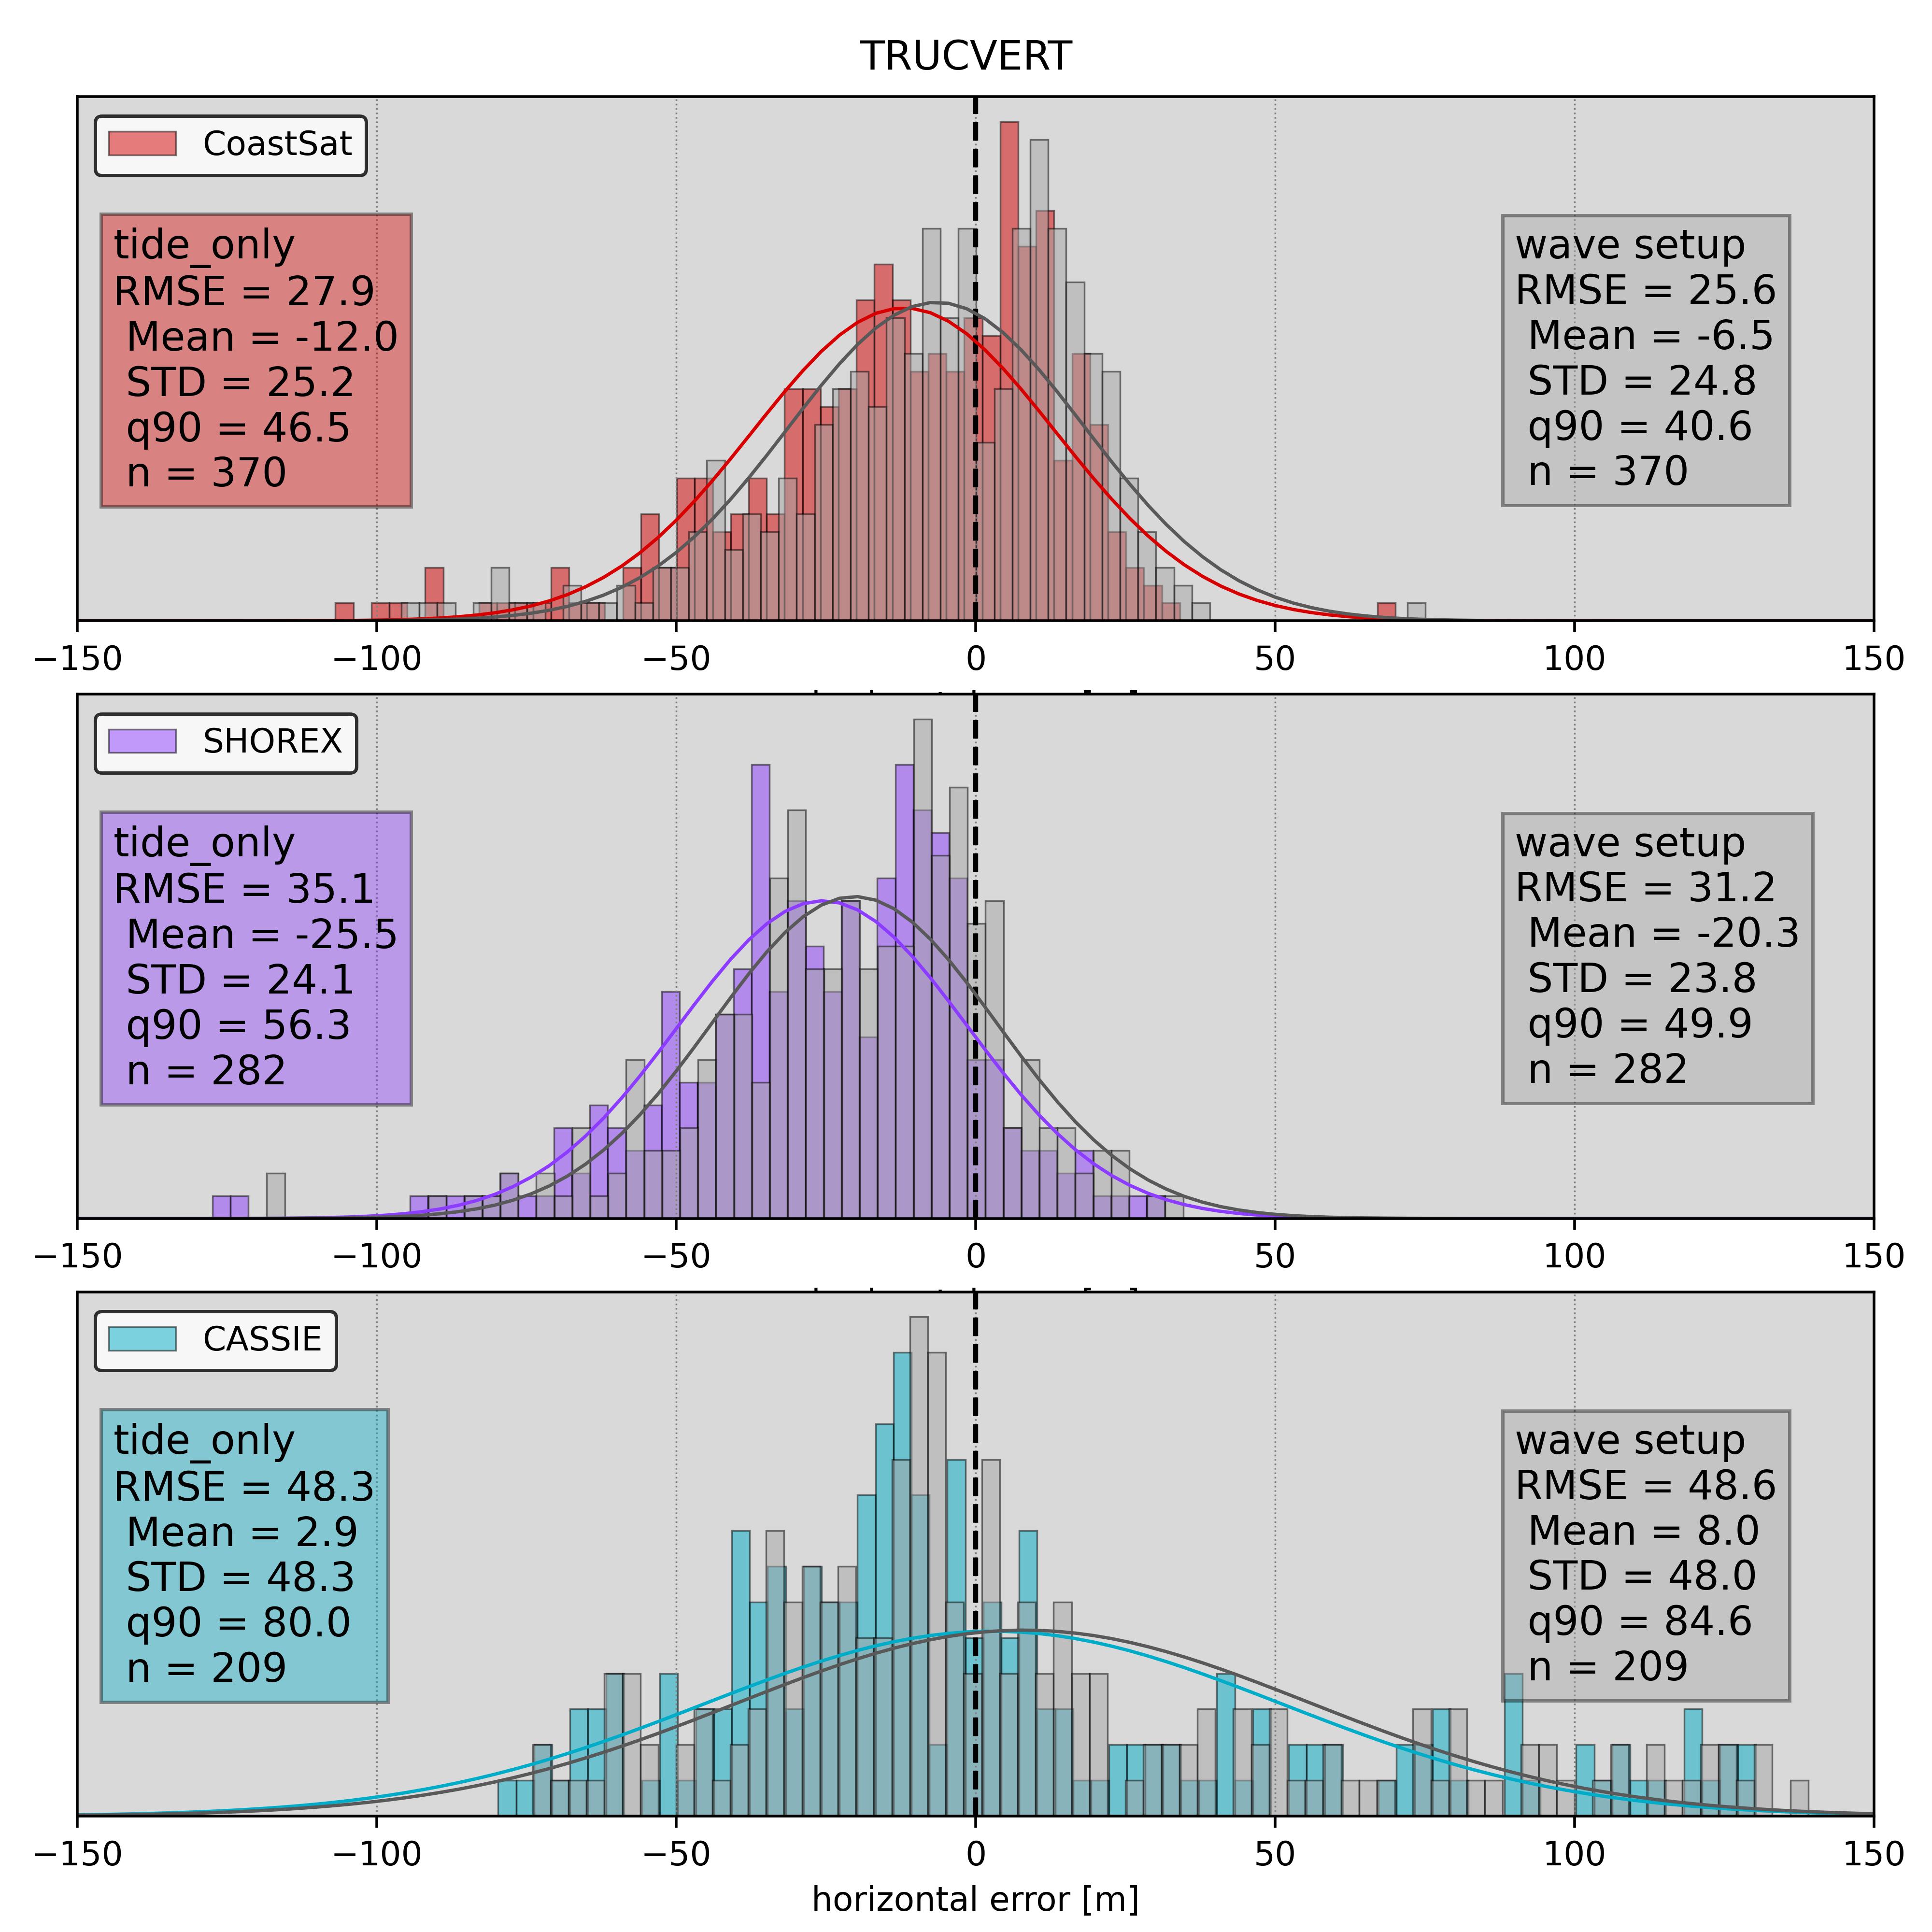 TRUCVERT
CoastSat
tide_only
RMSE = 27.9
Mean = -12.0
STD = 25.2
q90 = 46.5
n = 370
wave setup
RMSE = 25.6
Mean = -6.5
STD = 24.8
q90 = 40.6
n = 370
−150 −100 −50 0 50 100 150
SHOREX
tide_only
RMSE = 35.1
Mean = -25.5
STD = 24.1
q90 = 56.3
n = 282
wave setup
RMSE = 31.2
Mean = -20.3
STD = 23.8
q90 = 49.9
n = 282
−150 −100 −50 0 50 100 150
CASSIE
tide_only
RMSE = 48.3
Mean = 2.9
STD = 48.3
q90 = 80.0
n = 209
wave setup
RMSE = 48.6
Mean = 8.0
STD = 48.0
q90 = 84.6
n = 209
−150 −100 −50 0 50 100 150
horizontal error [m]